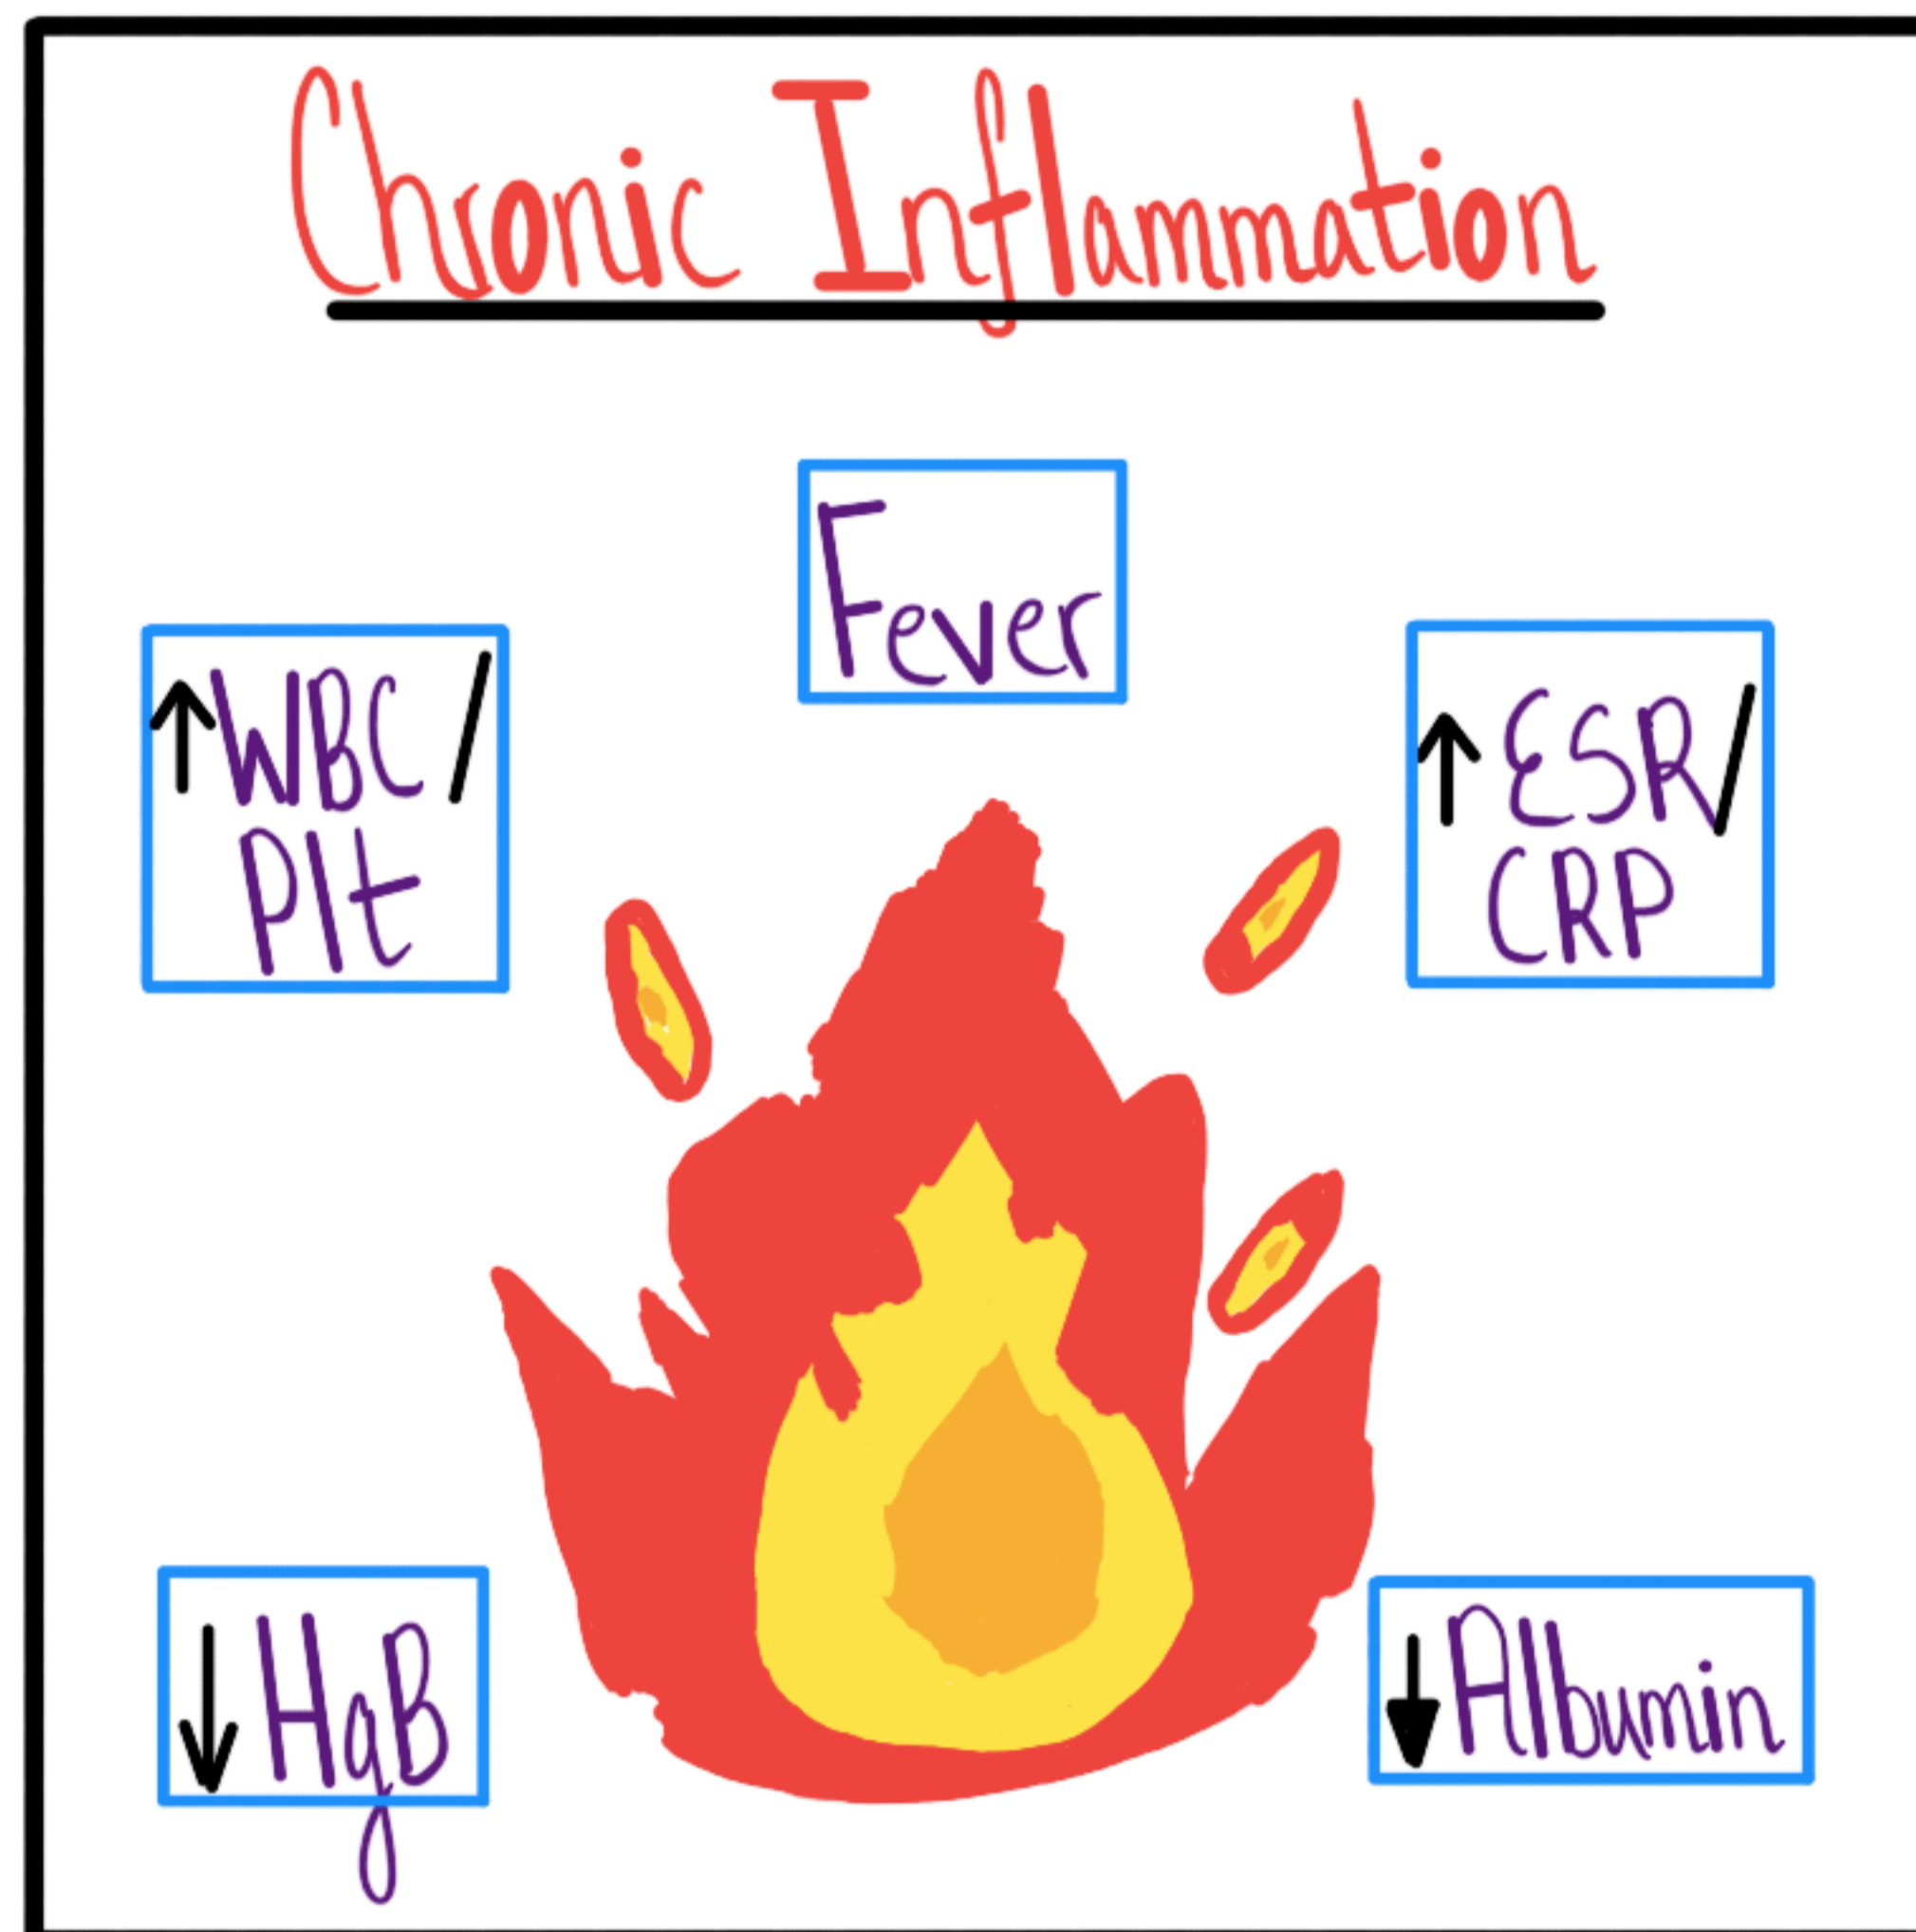 Chronic Inflammation
Fever
↑WBC/
Plt
↑ESR/
CRP
↓HgB
↓Albumin